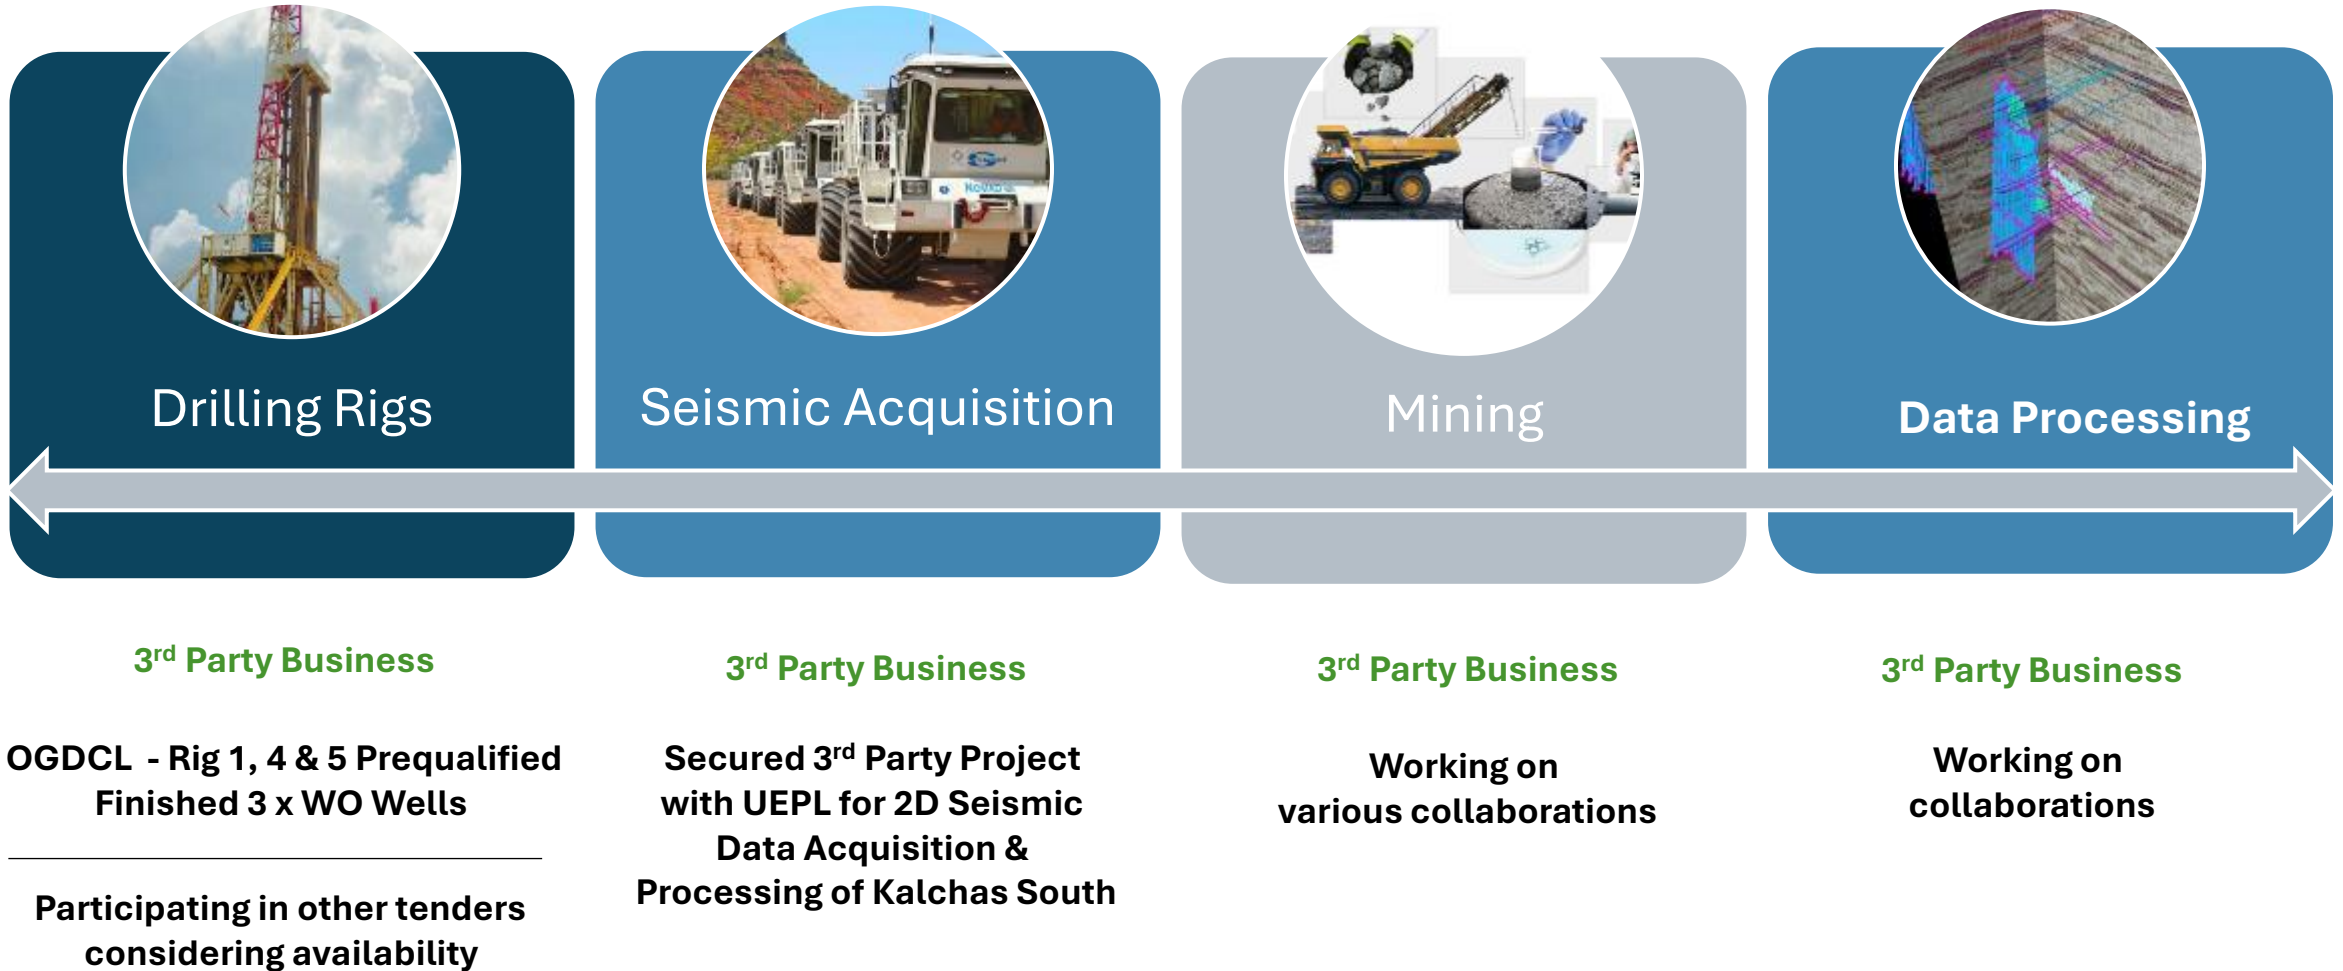 Drilling Rigs
Seismic Acquisition
Mining
Data Processing
3rd Party Business
OGDCL - Rig 1, 4 & 5 Prequalified
Finished 3 x WO Wells
Participating in other tenders
considering availability
3rd Party Business
Secured 3rd Party Project
with UEPL for 2D Seismic
Data Acquisition &
Processing of Kalchas South
3rd Party Business
Working on
various collaborations
3rd Party Business
Working on
collaborations